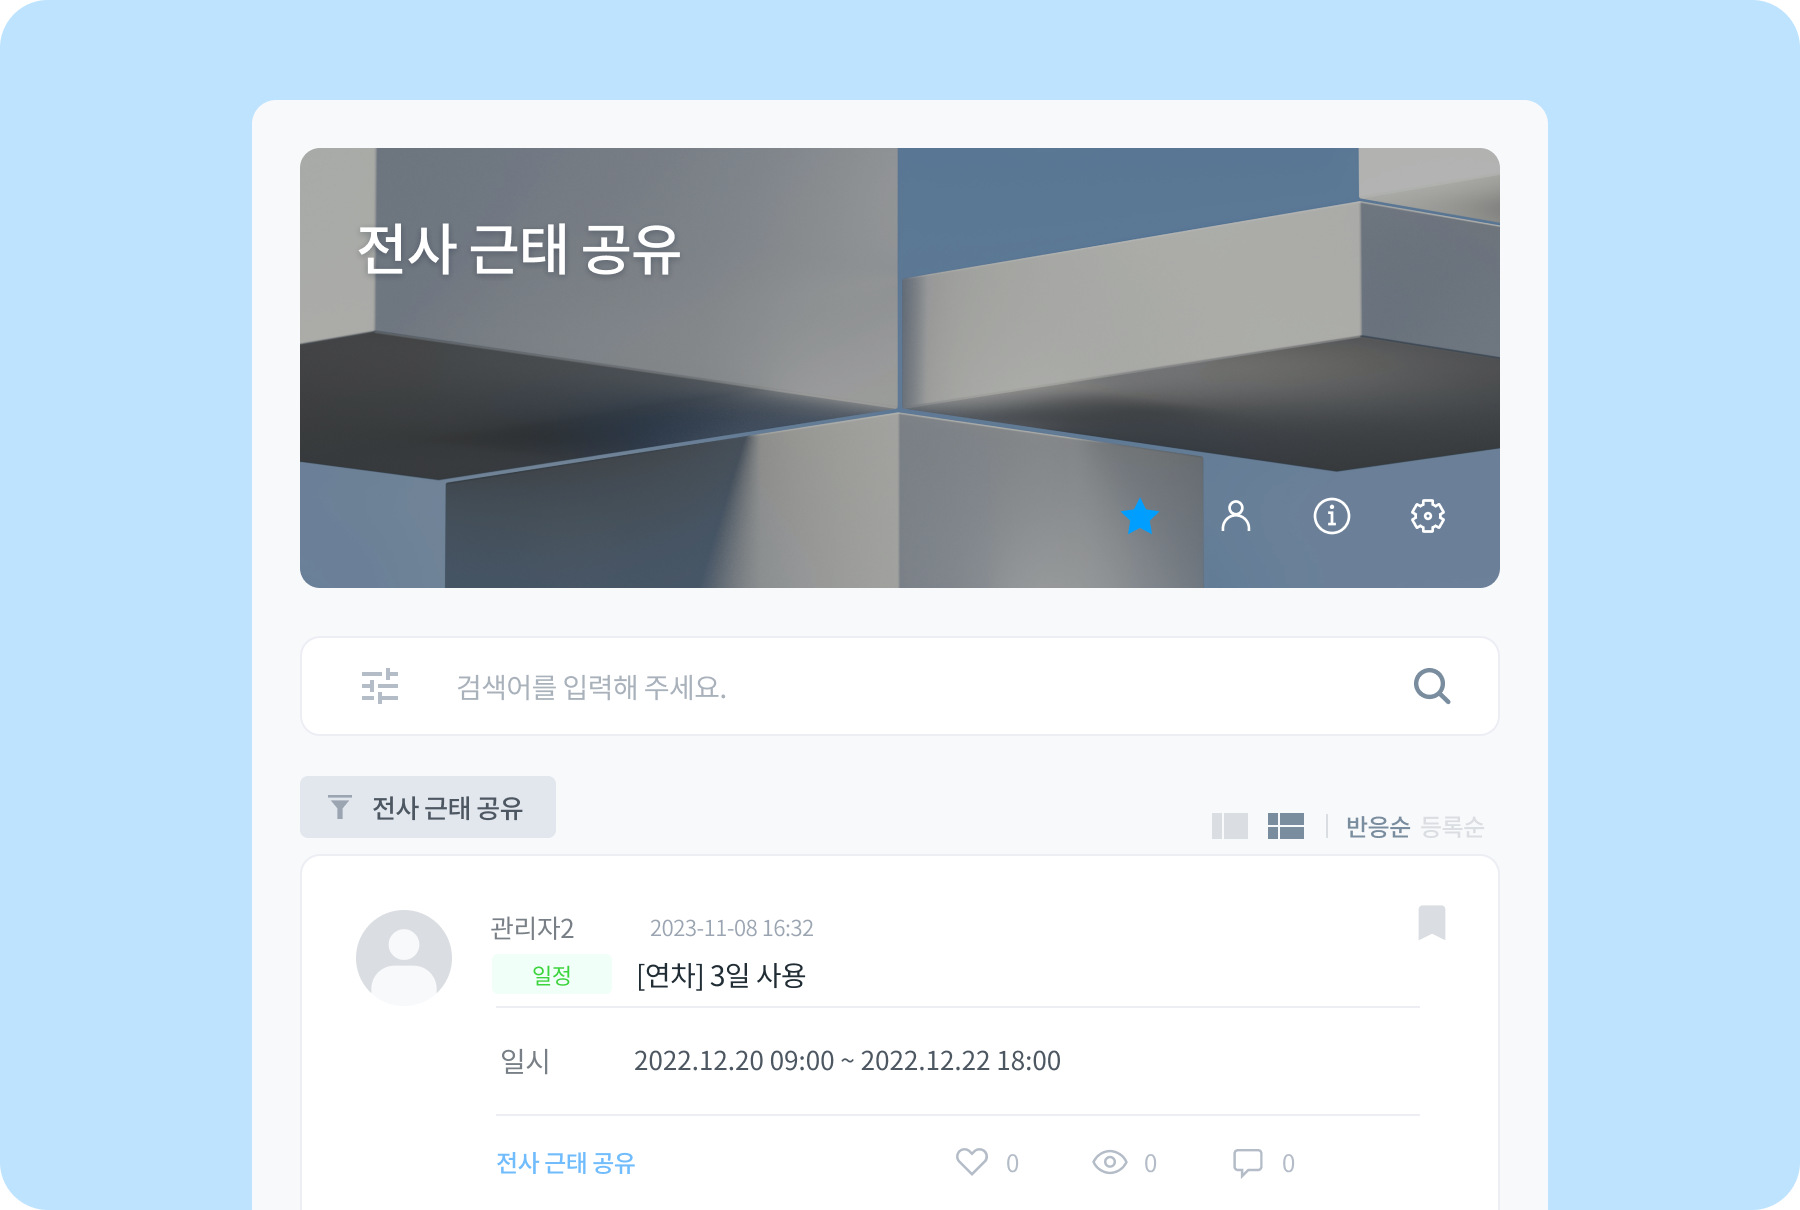 전사 근태 공유
검색어를 입력해 주세요.
전사 근태 공유
반응순 등록순
관리자2 2023-11-08 16:32
일정 [연차] 3일 사용
일시 2022.12.20 09:00 ~ 2022.12.22 18:00
전사 근태 공유 0 0 0